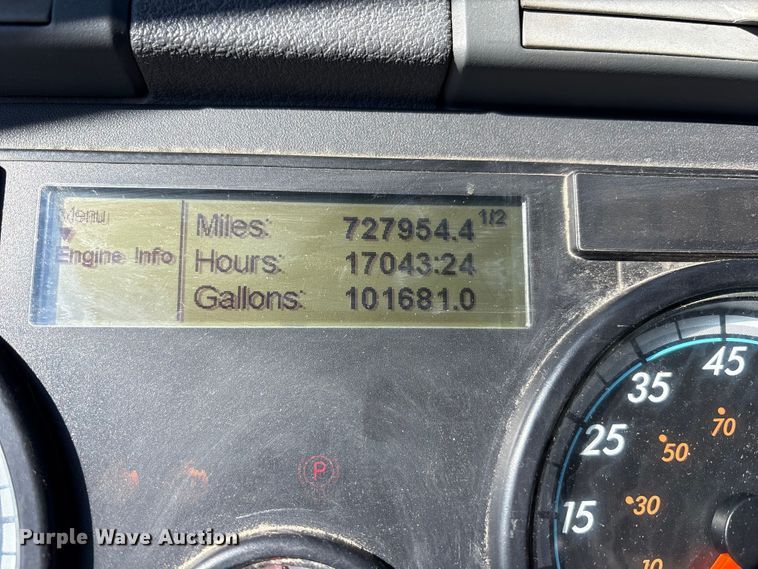 Menu
Engine Info
Miles: 727954.4 1/2
Hours: 17043:24
Gallons: 101681.0
45
35
25
15
70
50
30
10
P
Purple Wave Auction